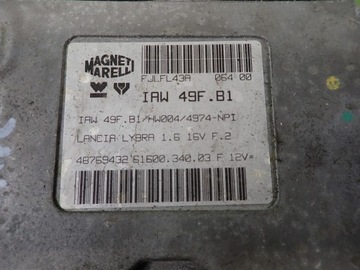 MAGNETI
MARELLI
FJLFL43A 064 00
IAW 49F.B1
IAW 49F.B1/HW004/4974-NPI
LANCIA LYBRA 1.6 16V F.2
46769432 61600.340.03 F 12V=